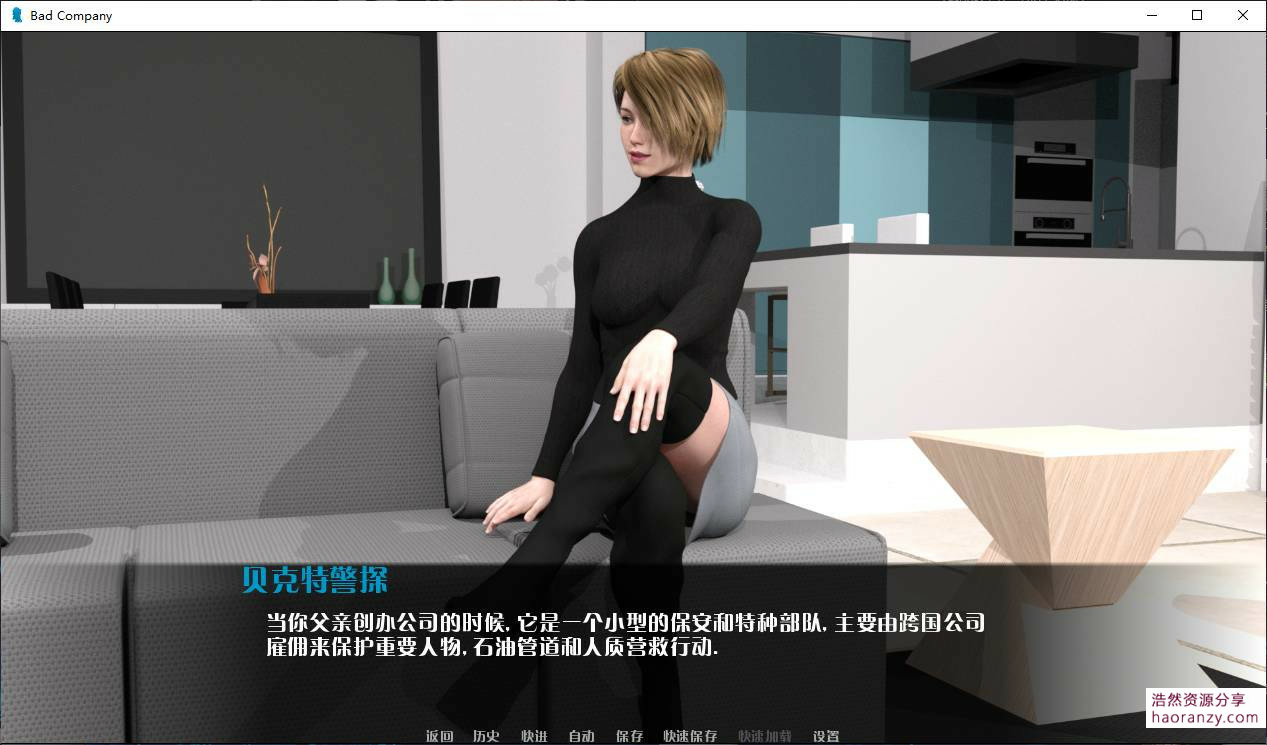 Bad Company
贝克特警探
当你父亲创办公司的时候,它是一个小型的保安和特种部队,主要由跨国公司
雇佣来保护重要人物,石油管道和人质营救行动.
返回 历史 快进 自动 保存 快速保存 快速加载 设置
浩然资源分享
haoranzy.com